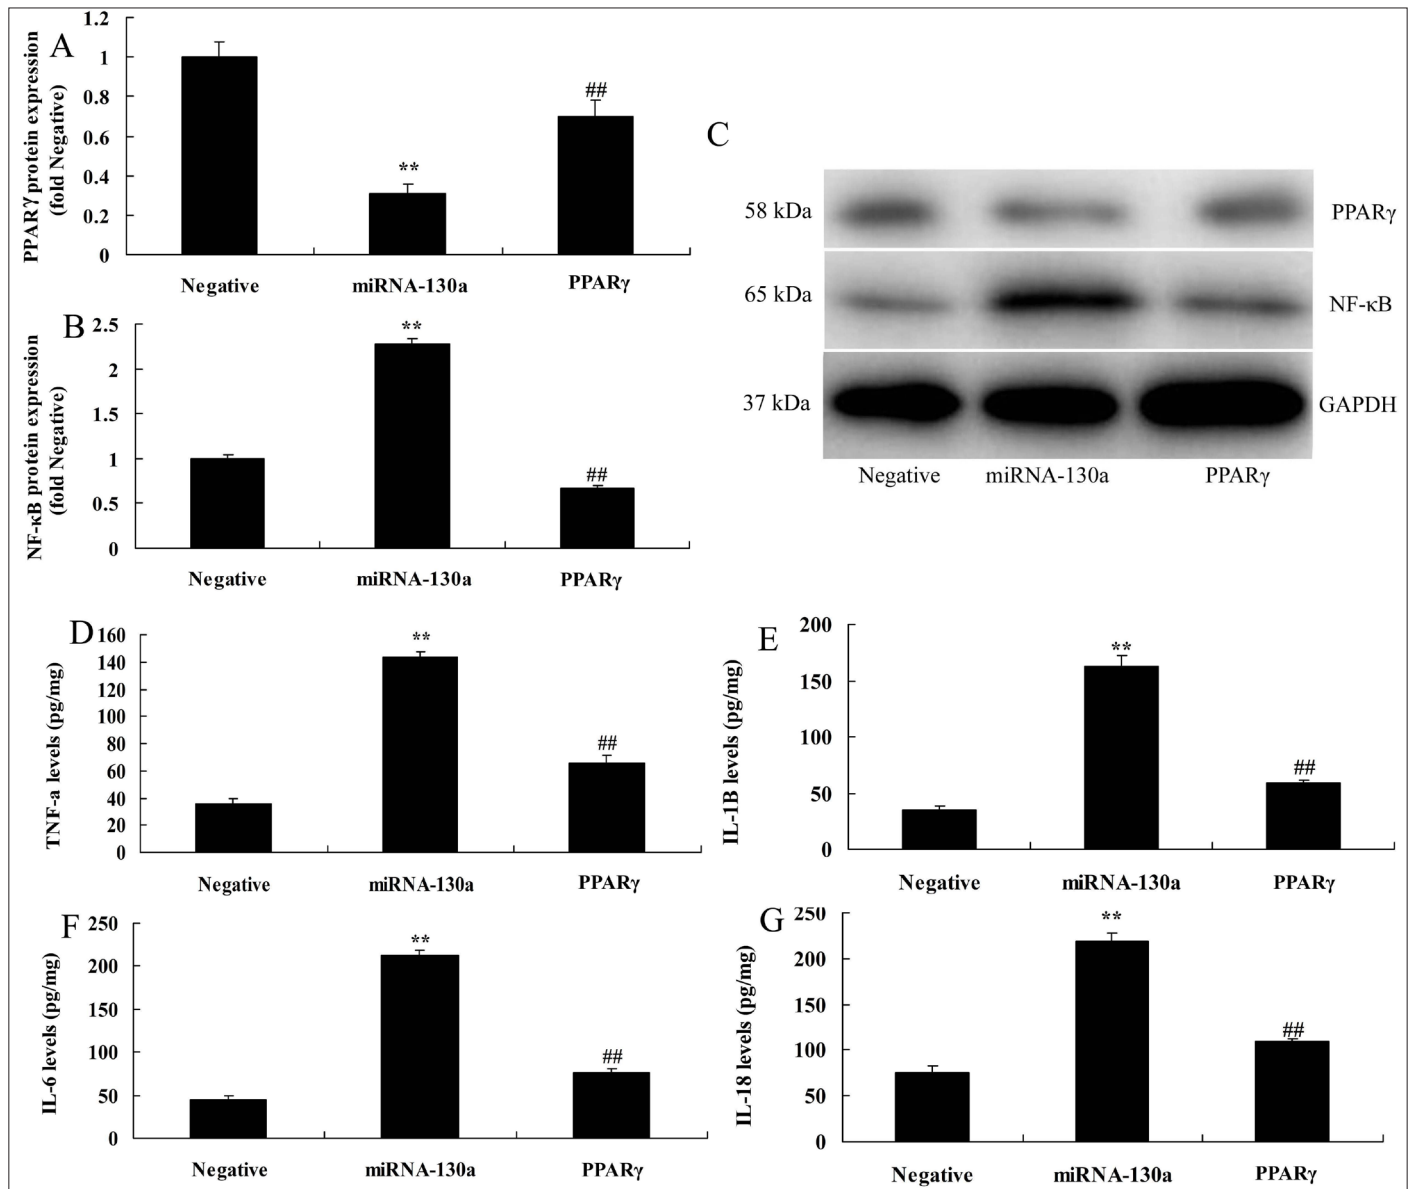 A
PPARγ protein expression
(fold Negative)
1.2
1
0.8
0.6
0.4
0.2
0
**
##
Negative miRNA-130a PPARγ
B
NF-κB protein expression
(fold Negative)
2.5
2
1.5
1
0.5
0
**
##
Negative miRNA-130a PPARγ
C
58 kDa PPARγ
65 kDa NF-κB
37 kDa GAPDH
Negative miRNA-130a PPARγ
D
TNF-a levels (pg/mg)
160
140
120
100
80
60
40
20
0
**
##
Negative miRNA-130a PPARγ
E
IL-1B levels (pg/mg)
200
150
100
50
0
**
##
Negative miRNA-130a PPARγ
F
IL-6 levels (pg/mg)
250
200
150
100
50
0
**
##
Negative miRNA-130a PPARγ
G
IL-18 levels (pg/mg)
250
200
150
100
50
0
**
##
Negative miRNA-130a PPARγ